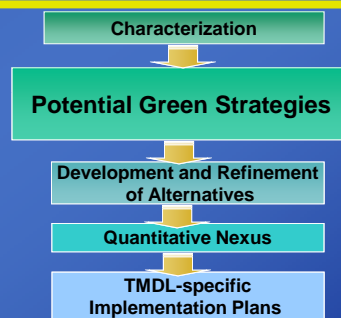 Characterization
Potential Green Strategies
Development and Refinement
of Alternatives
Quantitative Nexus
TMDL-specific
Implementation Plans